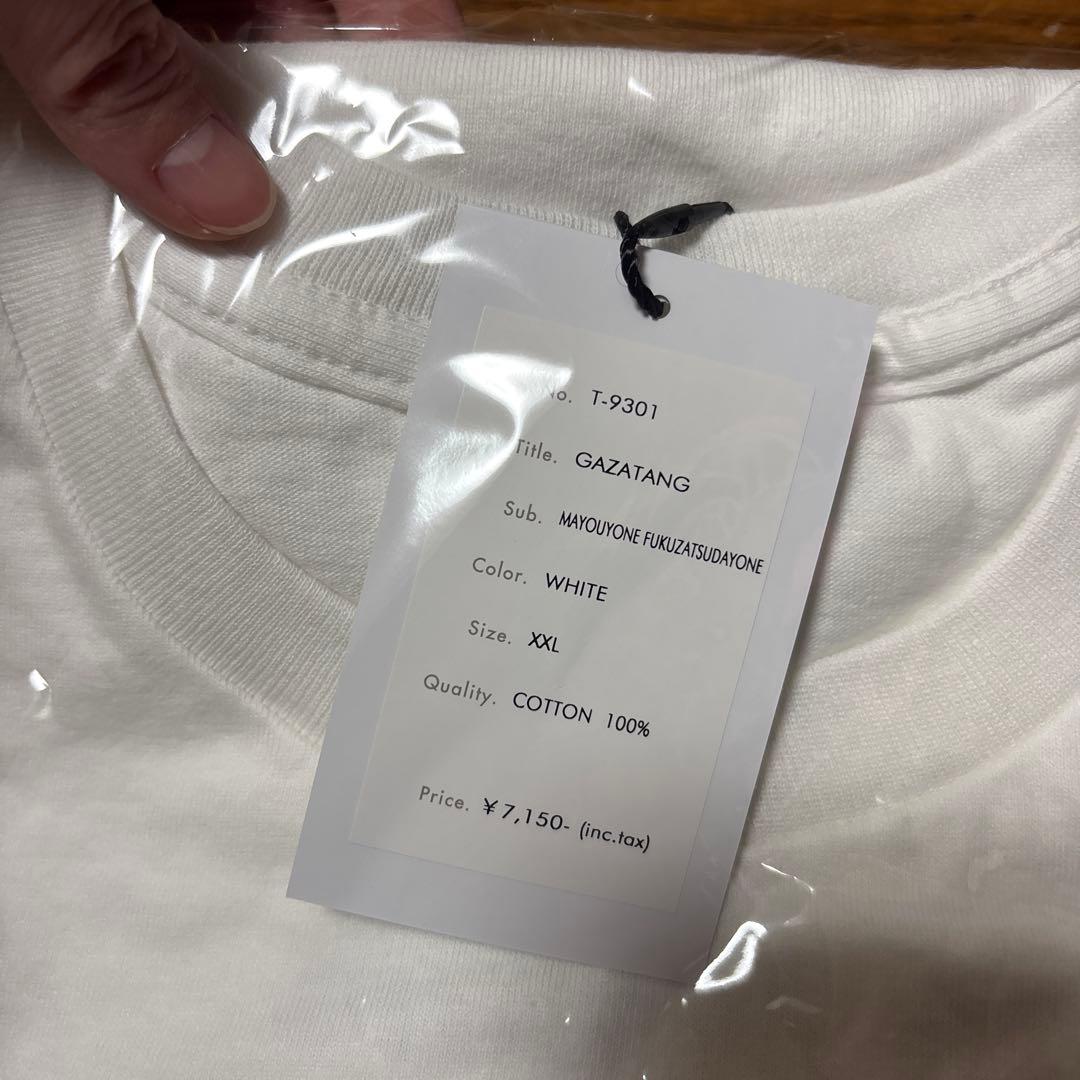 No. T-9301
Title. GAZATANG
Sub. MAYOUYONE FUKUZATSUDAYONE
Color. WHITE
Size. XXL
Quality. COTTON 100%
Price. ¥7,150- (inc.tax)